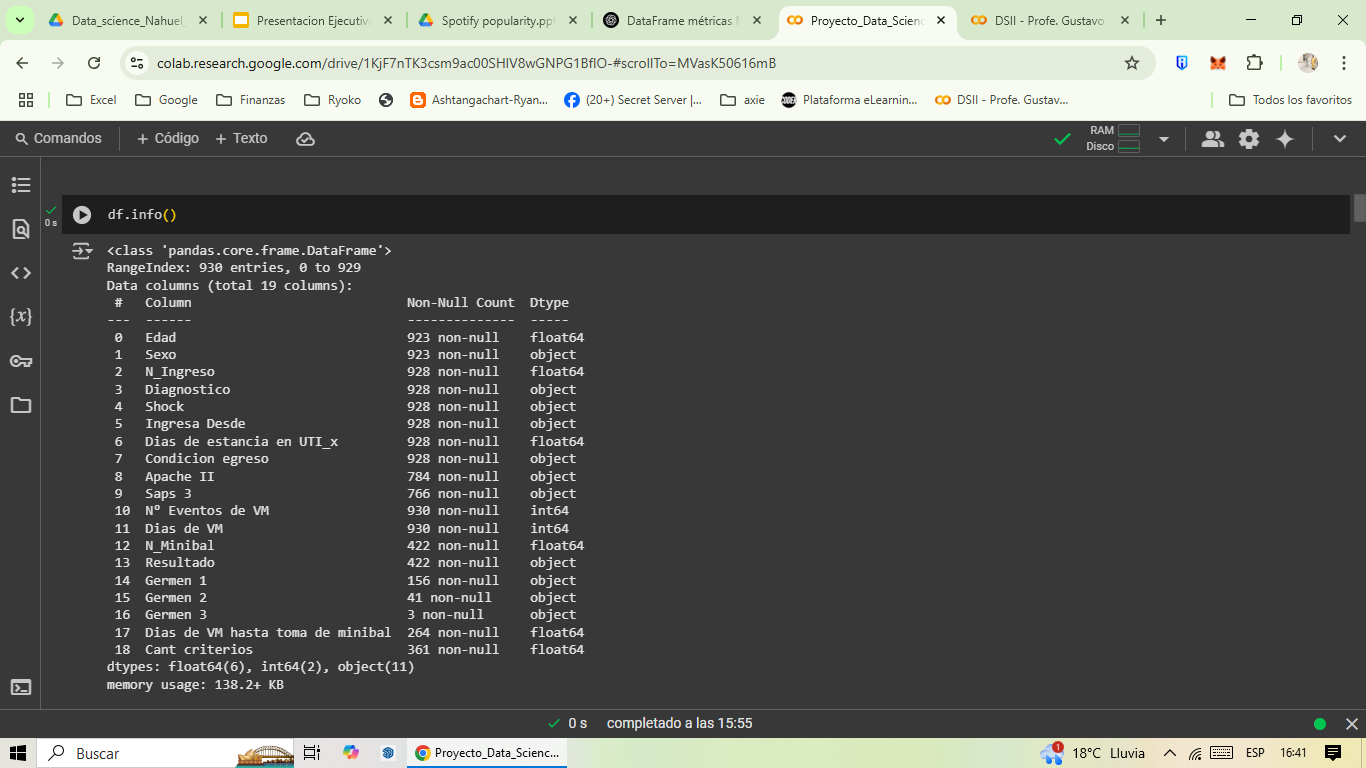 Data_science_Nahuel_
Presentacion Ejecutiva
Spotify popularity.ppt
DataFrame métricas M
Proyecto_Data_Scienc
DSII - Profe. Gustavo
colab.research.google.com/drive/1KjF7nTK3csm9ac00SHIV8wGNPG1BflO-#scrollTo=MVasK50616mB
Excel
Google
Finanzas
Ryoko
Ashtangachart-Ryan...
(20+) Secret Server |...
axie
Plataforma eLearnin...
DSII - Profe. Gustav...
Todos los favoritos
Comandos
+ Código
+ Texto
RAM
Disco
0 s
df.info()
<class 'pandas.core.frame.DataFrame'>
RangeIndex: 930 entries, 0 to 929
Data columns (total 19 columns):
# Column Non-Null Count Dtype
--- ------ -------------- -----
0 Edad 923 non-null float64
1 Sexo 923 non-null object
2 N_Ingreso 928 non-null float64
3 Diagnostico 928 non-null object
4 Shock 928 non-null object
5 Ingresa Desde 928 non-null object
6 Dias de estancia en UTI_x 928 non-null float64
7 Condicion egreso 928 non-null object
8 Apache II 784 non-null object
9 Saps 3 766 non-null object
10 N° Eventos de VM 930 non-null int64
11 Dias de VM 930 non-null int64
12 N_Minibal 422 non-null float64
13 Resultado 422 non-null object
14 Germen 1 156 non-null object
15 Germen 2 41 non-null object
16 Germen 3 3 non-null object
17 Dias de VM hasta toma de minibal 264 non-null float64
18 Cant criterios 361 non-null float64
dtypes: float64(6), int64(2), object(11)
memory usage: 138.2+ KB
0 s completado a las 15:55
Buscar
Proyecto_Data_Scienc...
1
18°C Lluvia
ESP
16:41